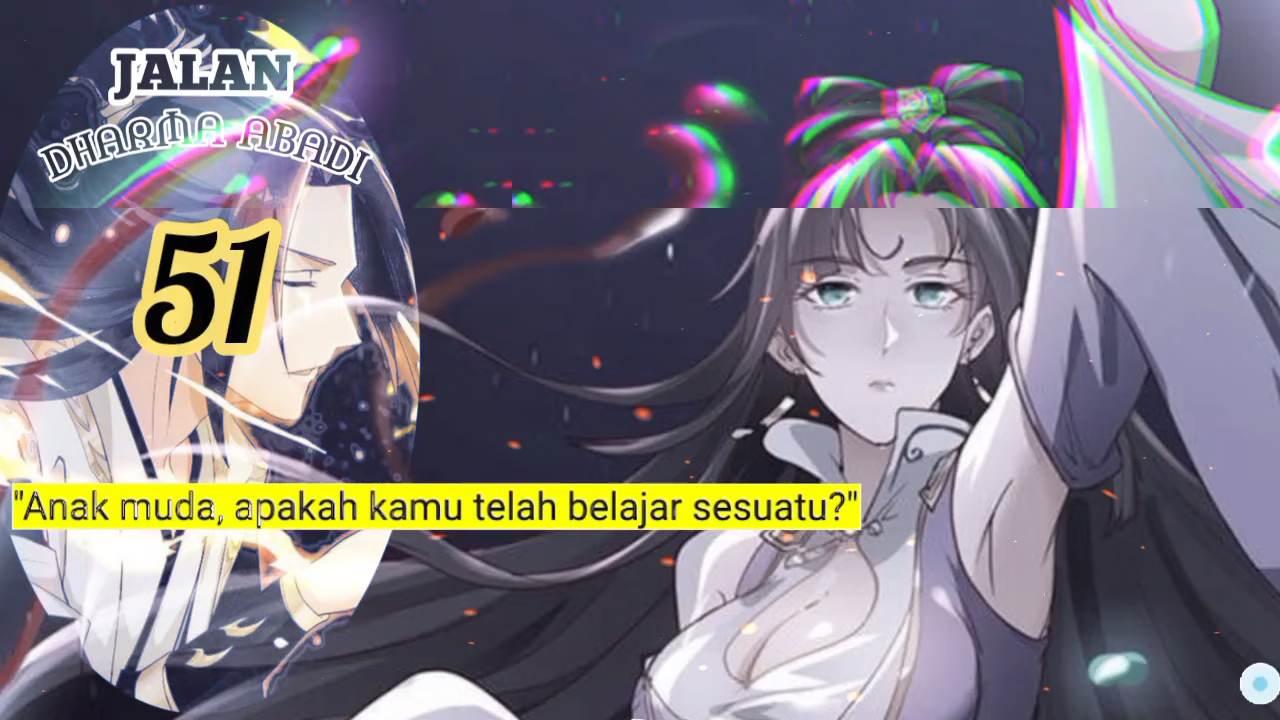 JALAN
DHARMA ABADI
51
"Anak muda, apakah kamu telah belajar sesuatu?"